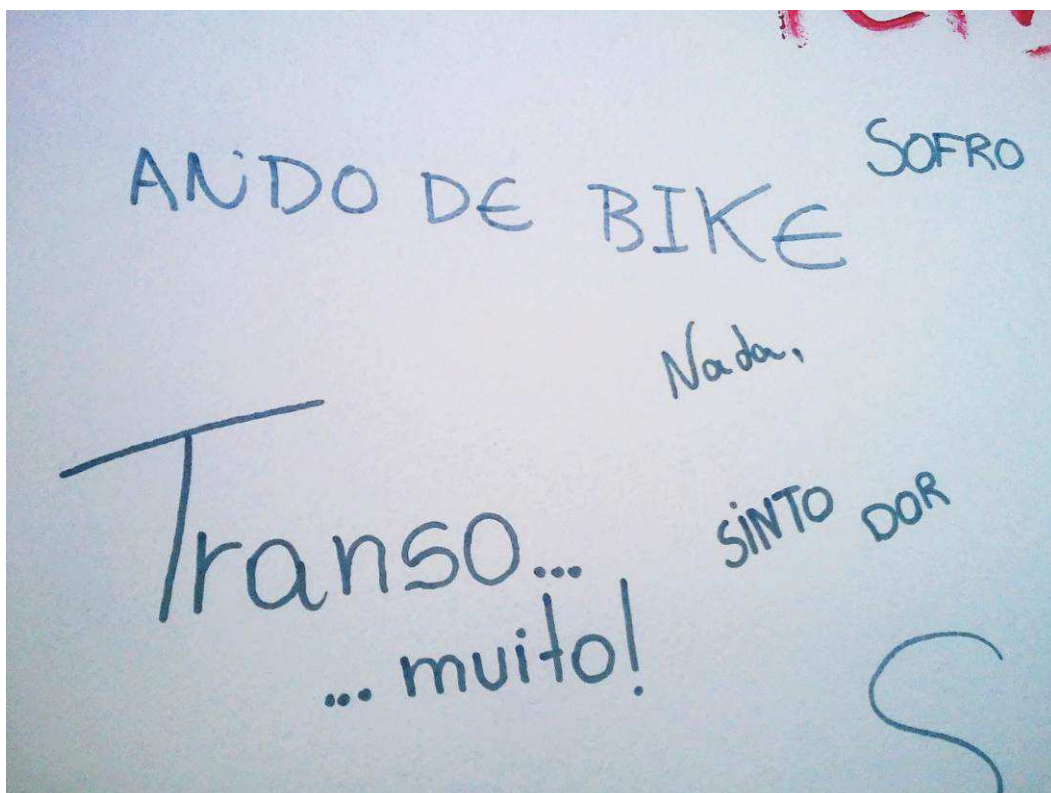 SOFRO
ANDO DE BIKE
Nada,
SINTO DOR
Transo...
... muito!
S